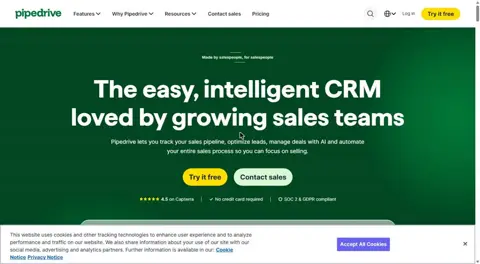 pipedrive Features Why Pipedrive Resources Contact sales Pricing Log in Try it free
Made by salespeople, for salespeople
The easy, intelligent CRM
loved by growing sales teams
Pipedrive lets you track your sales pipeline, optimize leads, manage deals with AI and automate
your entire sales process so you can focus on selling.
Try it free Contact sales
4.5 on Capterra No credit card required SOC 2 & GDPR compliant
This website uses cookies and other tracking technologies to enhance user experience and to analyze
performance and traffic on our website. We also share information about your use of our site with our
social media, advertising and analytics partners. Further information is available in our: Cookie
Notice Privacy Notice
Accept All Cookies